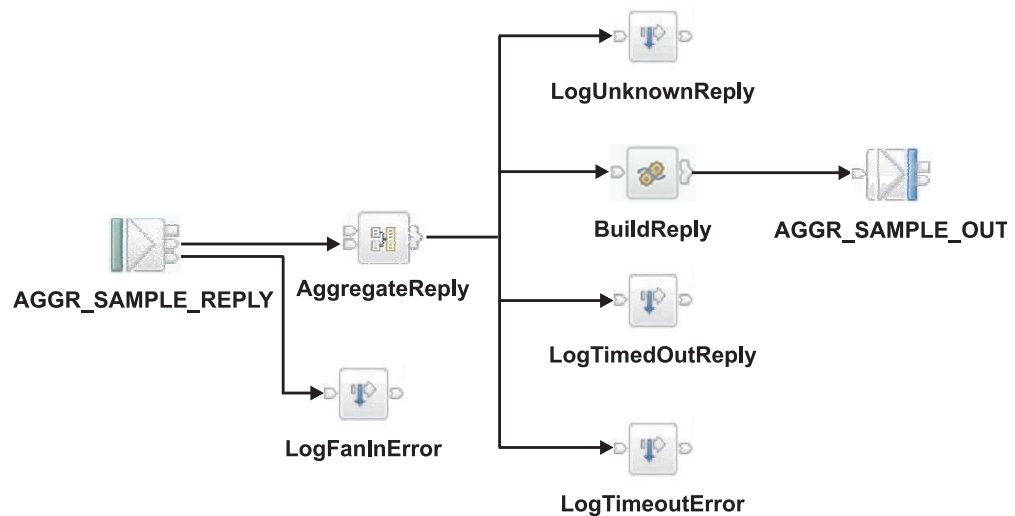 LogUnknownReply
BuildReply
AGGR_SAMPLE_OUT
AGGR_SAMPLE_REPLY
AggregateReply
LogTimedOutReply
LogFanInError
LogTimeoutError